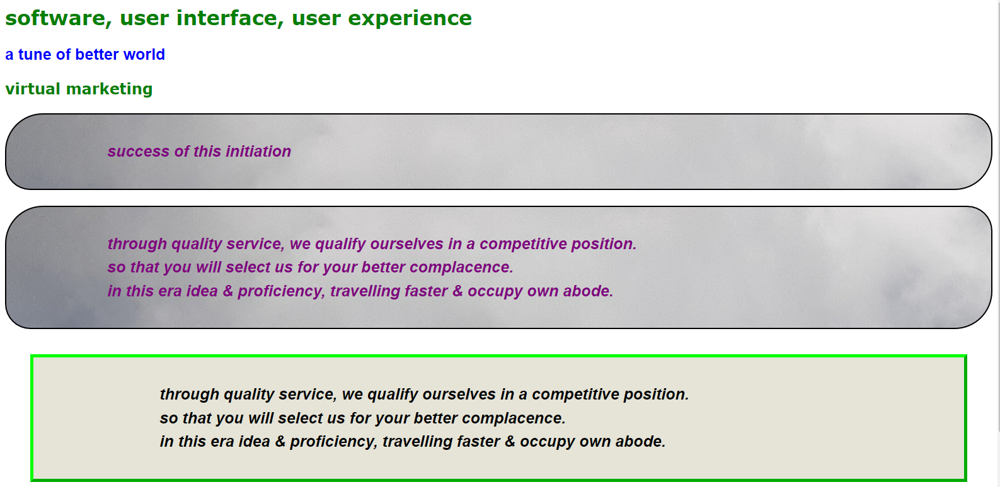 software, user interface, user experience
a tune of better world
virtual marketing
success of this initiation
through quality service, we qualify ourselves in a competitive position.
so that you will select us for your better complacence.
in this era idea & proficiency, travelling faster & occupy own abode.
through quality service, we qualify ourselves in a competitive position.
so that you will select us for your better complacence.
in this era idea & proficiency, travelling faster & occupy own abode.